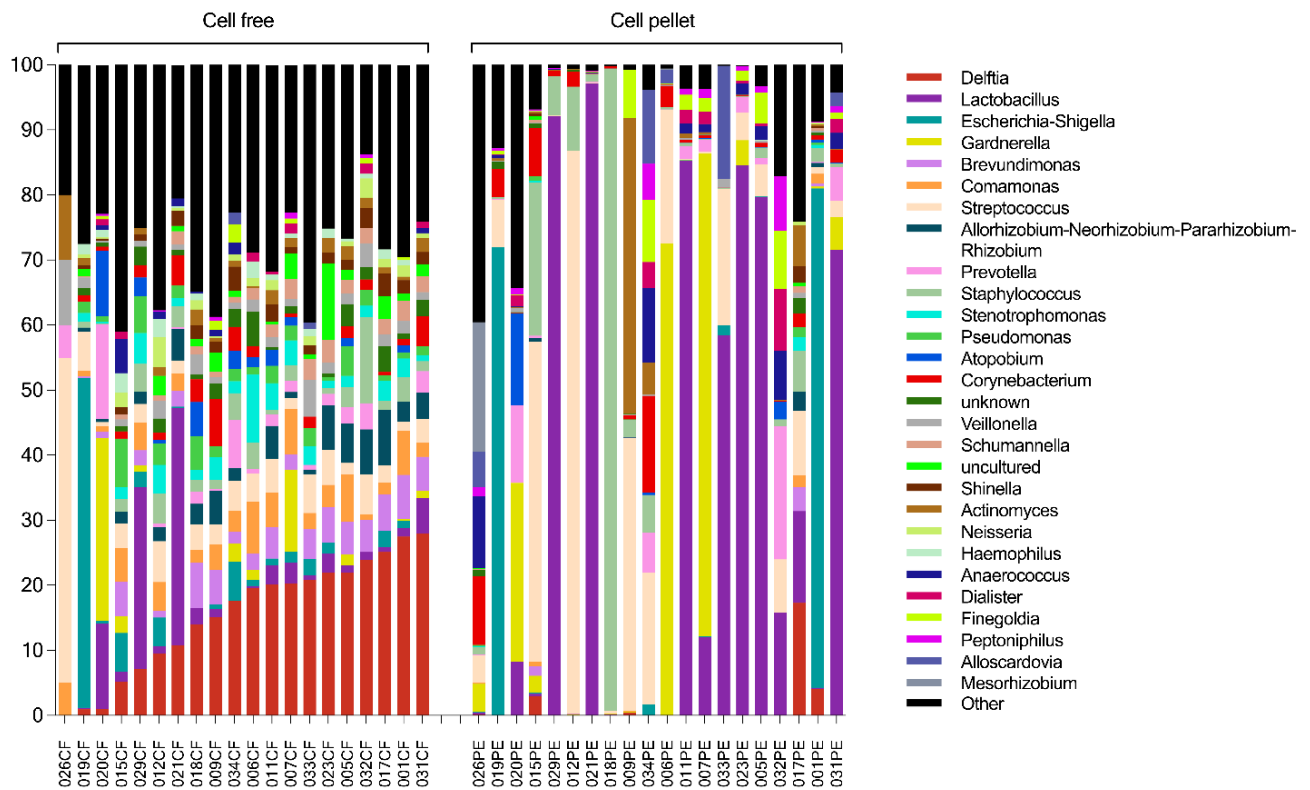 Cell free
Cell pellet
100
90
80
70
60
50
40
30
20
10
0
026CF
019CF
020CF
015CF
029CF
012CF
021CF
018CF
009CF
034CF
006CF
011CF
007CF
033CF
023CF
005CF
032CF
017CF
001CF
031CF
026PE
019PE
020PE
015PE
029PE
012PE
021PE
018PE
009PE
034PE
006PE
011PE
007PE
033PE
023PE
005PE
032PE
017PE
001PE
031PE
Delftia
Lactobacillus
Escherichia-Shigella
Gardnerella
Brevundimonas
Comamonas
Streptococcus
Allorhizobium-Neorhizobium-Pararhizobium-
Rhizobium
Prevotella
Staphylococcus
Stenotrophomonas
Pseudomonas
Atopobium
Corynebacterium
unknown
Veillonella
Schumannella
uncultured
Shinella
Actinomyces
Neisseria
Haemophilus
Anaerococcus
Dialister
Finegoldia
Peptoniphilus
Alloscardovia
Mesorhizobium
Other